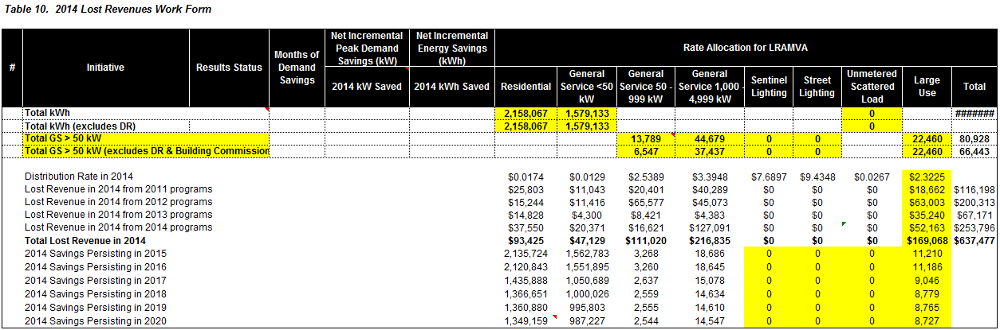 Table 10.  2014 Lost Revenues Work Form
# Initiative Results Status Months of Demand Savings Net Incremental Peak Demand Savings (kW) Net Incremental Energy Savings (kWh) Rate Allocation for LRAMVA
2014 kW Saved 2014 kWh Saved Residential General Service <50 kW General Service 50 - 999 kW General Service 1,000 - 4,999 kW Sentinel Lighting Street Lighting Unmetered Scattered Load Large Use Total
Total kWh 2,158,067 1,579,133 0 #######
Total kWh (excludes DR) 2,158,067 1,579,133 0
Total GS > 50 kW 13,789 44,679 0 0 22,460 80,928
Total GS > 50 kW (excludes DR & Building Commission 6,547 37,437 0 0 22,460 66,443
Distribution Rate in 2014 $0.0174 $0.0129 $2.5389 $3.3948 $7.6897 $9.4348 $0.0267 $2.3225
Lost Revenue in 2014 from 2011 programs $25,803 $11,043 $20,401 $40,289 $0 $0 $0 $18,662 $116,198
Lost Revenue in 2014 from 2012 programs $15,244 $11,416 $65,577 $45,073 $0 $0 $0 $63,003 $200,313
Lost Revenue in 2014 from 2013 programs $14,828 $4,300 $8,421 $4,383 $0 $0 $0 $35,240 $67,171
Lost Revenue in 2014 from 2014 programs $37,550 $20,371 $16,621 $127,091 $0 $0 $0 $52,163 $253,796
Total Lost Revenue in 2014 $93,425 $47,129 $111,020 $216,835 $0 $0 $0 $169,068 $637,477
2014 Savings Persisting in 2015 2,135,724 1,562,783 3,268 18,686 0 0 0 11,210
2014 Savings Persisting in 2016 2,120,843 1,551,895 3,260 18,645 0 0 0 11,186
2014 Savings Persisting in 2017 1,435,888 1,050,689 2,637 15,078 0 0 0 9,046
2014 Savings Persisting in 2018 1,366,651 1,000,026 2,559 14,634 0 0 0 8,779
2014 Savings Persisting in 2019 1,360,880 995,803 2,555 14,610 0 0 0 8,765
2014 Savings Persisting in 2020 1,349,159 987,227 2,544 14,547 0 0 0 8,727